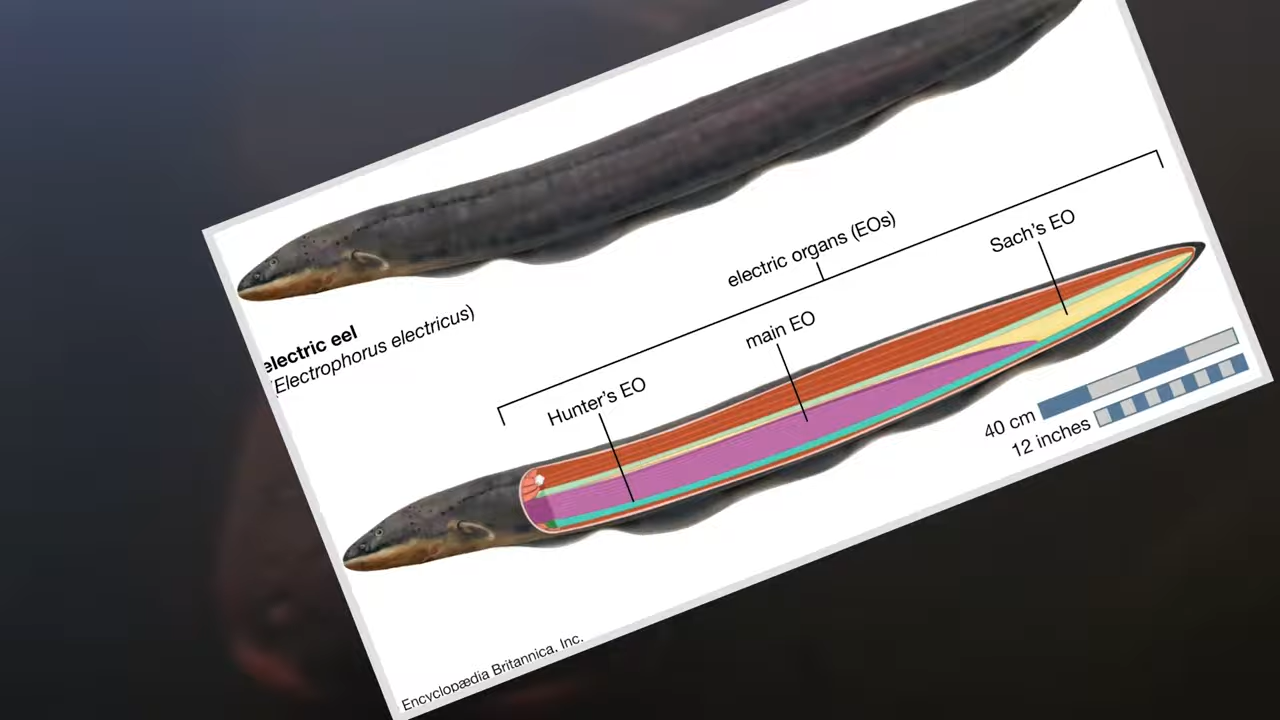 electric eel
(Electrophorus electricus)
electric organs (EOs)
Sach's EO
main EO
Hunter's EO
40 cm
12 inches
Encyclopædia Britannica, Inc.